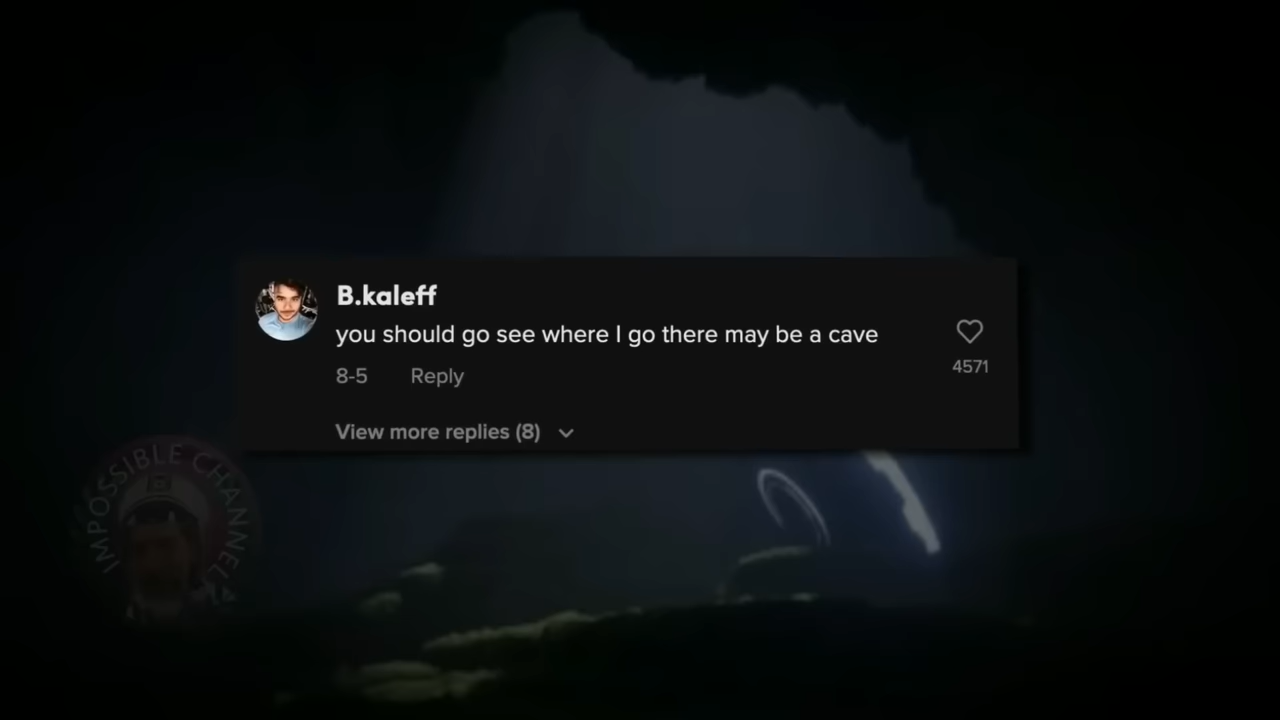 B.kaleff
you should go see where I go there may be a cave
4571
8-5 Reply
View more replies (8)
IMPOSSIBLE CHANNEL